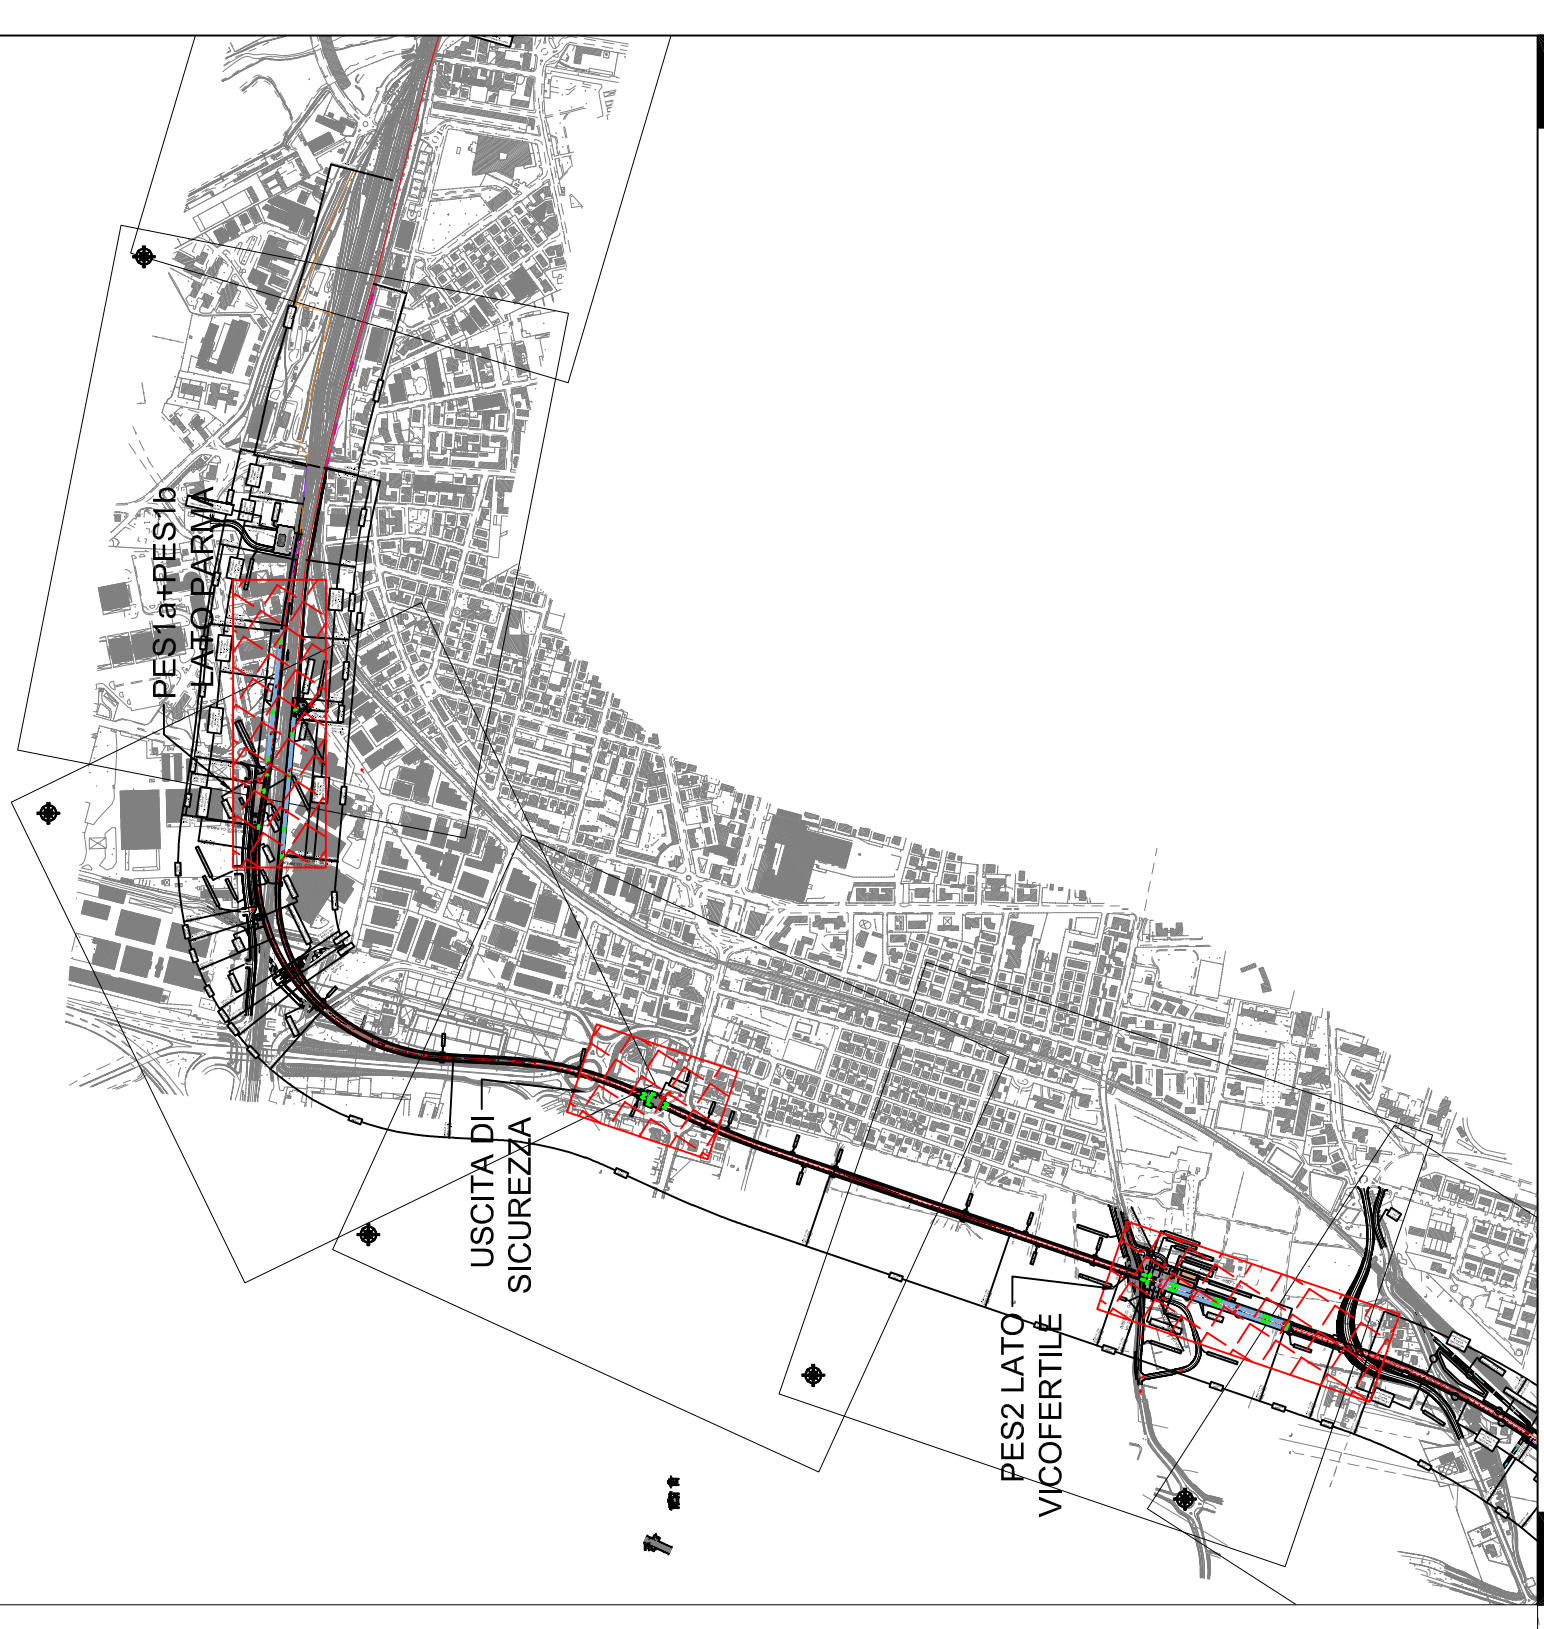 PES1a+PES1b
LATO PARMA
USCITA DI
SICUREZZA
PES2 LATO
VICOFERTILE